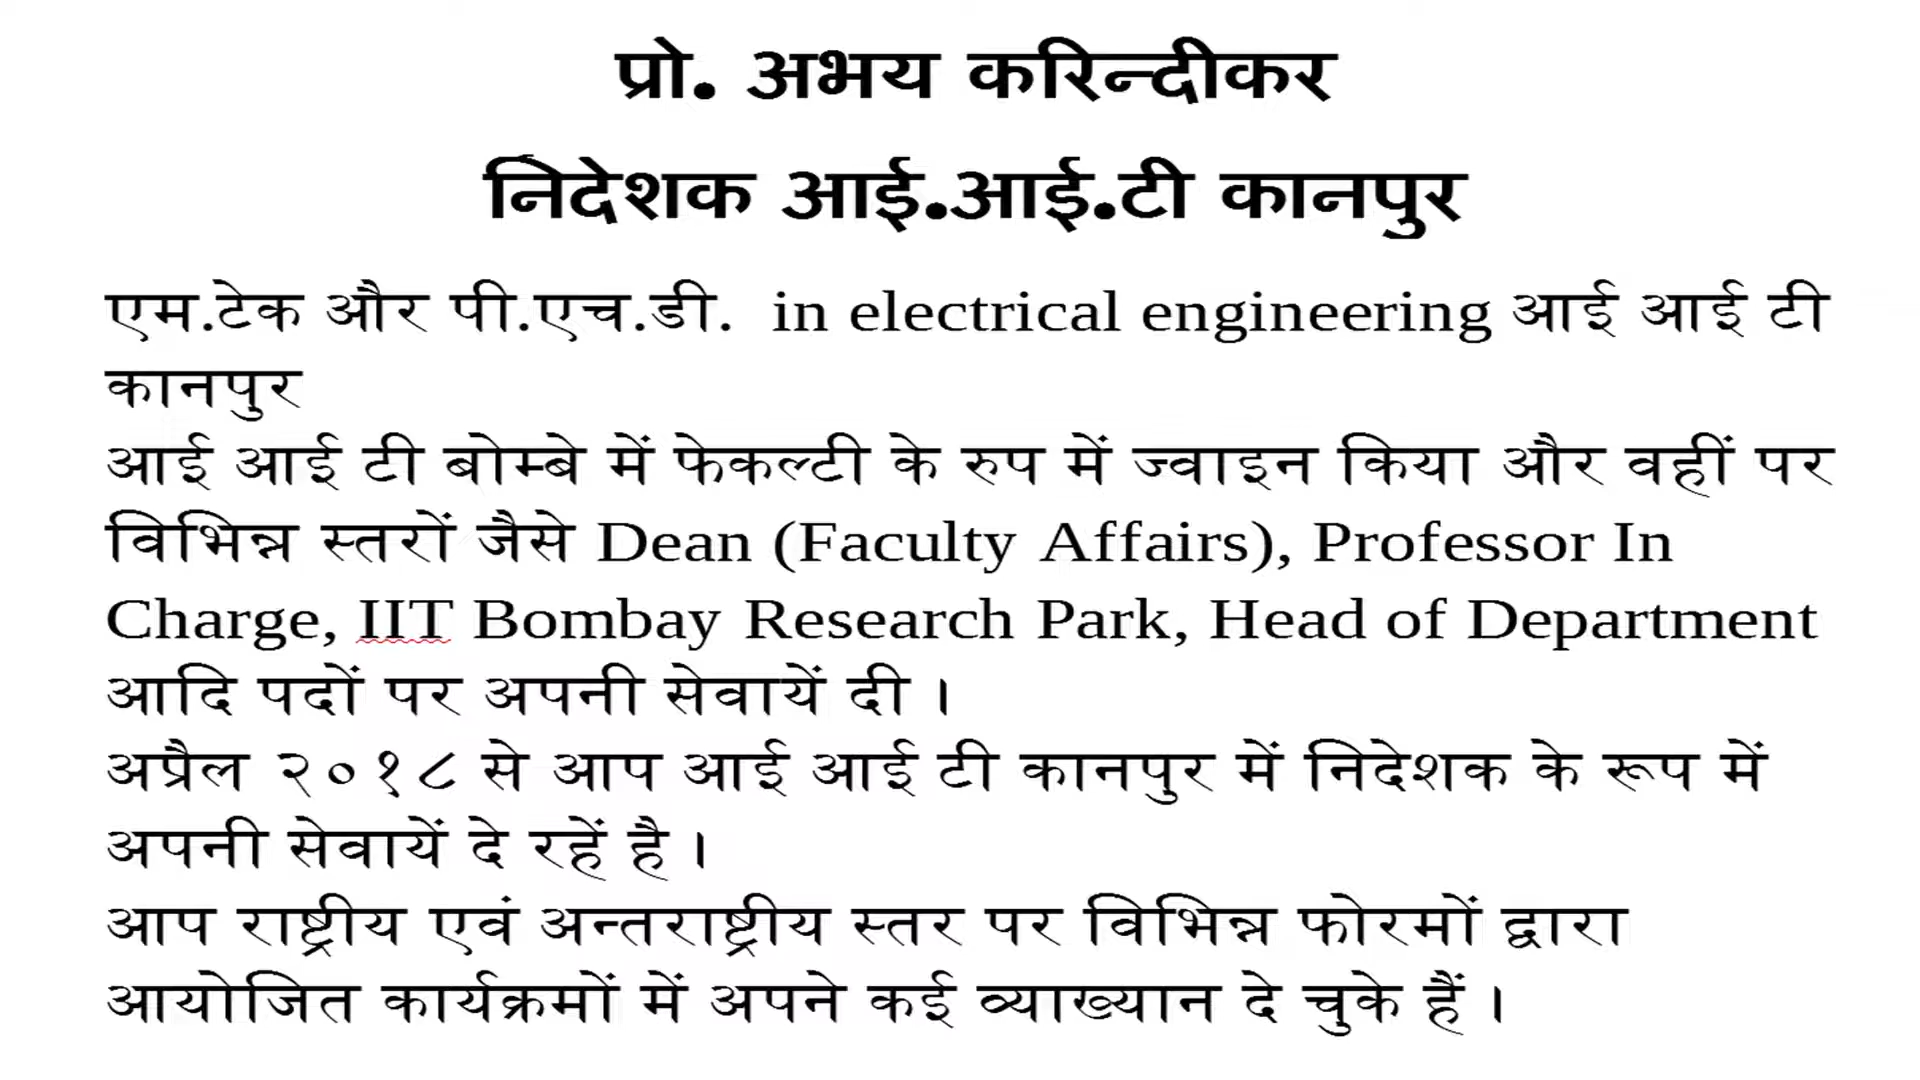 प्रो. अभय करिन्दीकर
निदेशक आई.आई.टी कानपुर
एम.टेक और पी.एच.डी. in electrical engineering आई आई टी
कानपुर
आई आई टी बोम्बे में फेकल्टी के रुप में ज्वाइन किया और वहीं पर
विभिन्न स्तरों जैसे Dean (Faculty Affairs), Professor In
Charge, IIT Bombay Research Park, Head of Department
आदि पदों पर अपनी सेवायें दी ।
अप्रैल २०१८ से आप आई आई टी कानपुर में निदेशक के रूप में
अपनी सेवायें दे रहें है ।
आप राष्ट्रीय एवं अन्तराष्ट्रीय स्तर पर विभिन्न फोरमों द्वारा
आयोजित कार्यक्रमों में अपने कई व्याख्यान दे चुके हैं ।